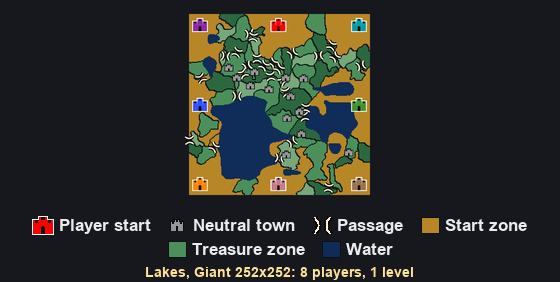 Player start Neutral town Passage Start zone
Treasure zone Water
Lakes, Giant 252x252: 8 players, 1 level